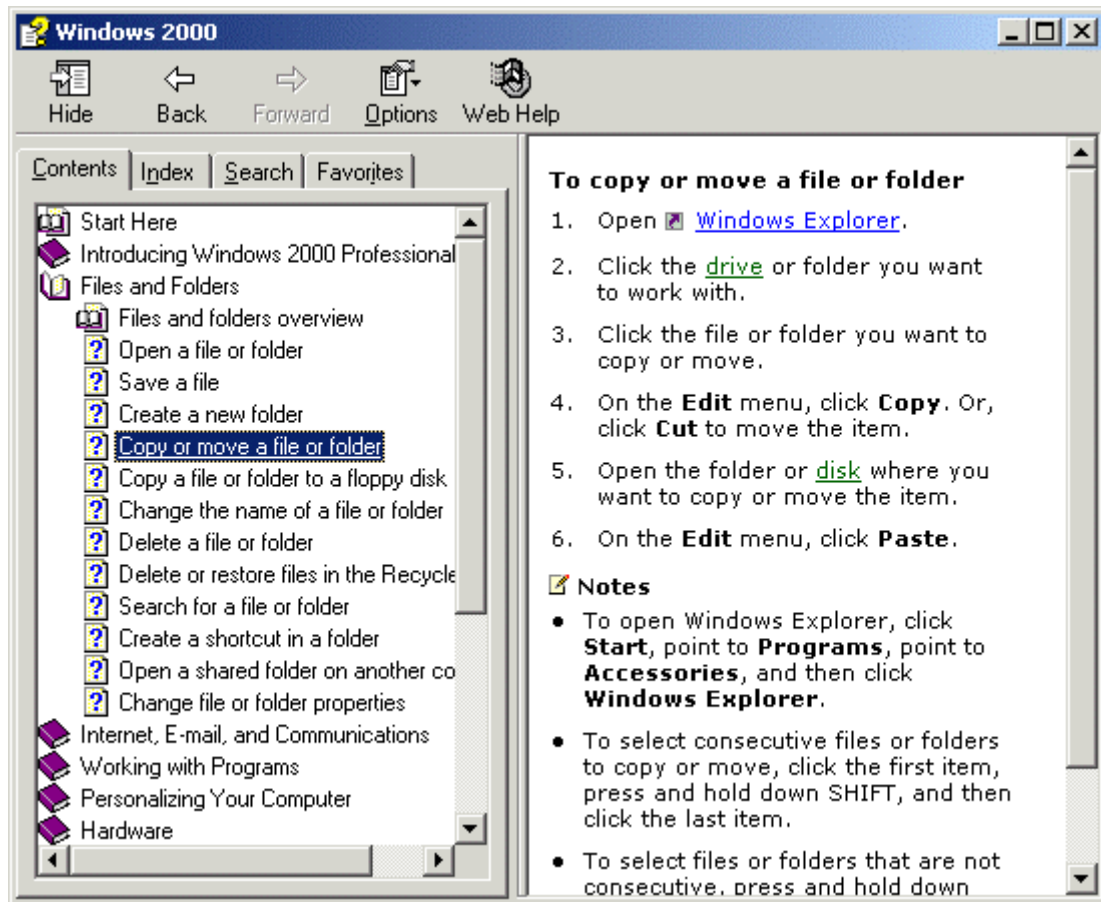 Windows 2000
Hide Back Forward Options Web Help
Contents Index Search Favorites
Start Here
Introducing Windows 2000 Professional
Files and Folders
Files and folders overview
Open a file or folder
Save a file
Create a new folder
Copy or move a file or folder
Copy a file or folder to a floppy disk
Change the name of a file or folder
Delete a file or folder
Delete or restore files in the Recycle
Search for a file or folder
Create a shortcut in a folder
Open a shared folder on another co
Change file or folder properties
Internet, E-mail, and Communications
Working with Programs
Personalizing Your Computer
Hardware
To copy or move a file or folder
1. Open Windows Explorer.
2. Click the drive or folder you want
to work with.
3. Click the file or folder you want to
copy or move.
4. On the Edit menu, click Copy. Or,
click Cut to move the item.
5. Open the folder or disk where you
want to copy or move the item.
6. On the Edit menu, click Paste.
Notes
• To open Windows Explorer, click
Start, point to Programs, point to
Accessories, and then click
Windows Explorer.
• To select consecutive files or folders
to copy or move, click the first item,
press and hold down SHIFT, and then
click the last item.
• To select files or folders that are not
consecutive, press and hold down